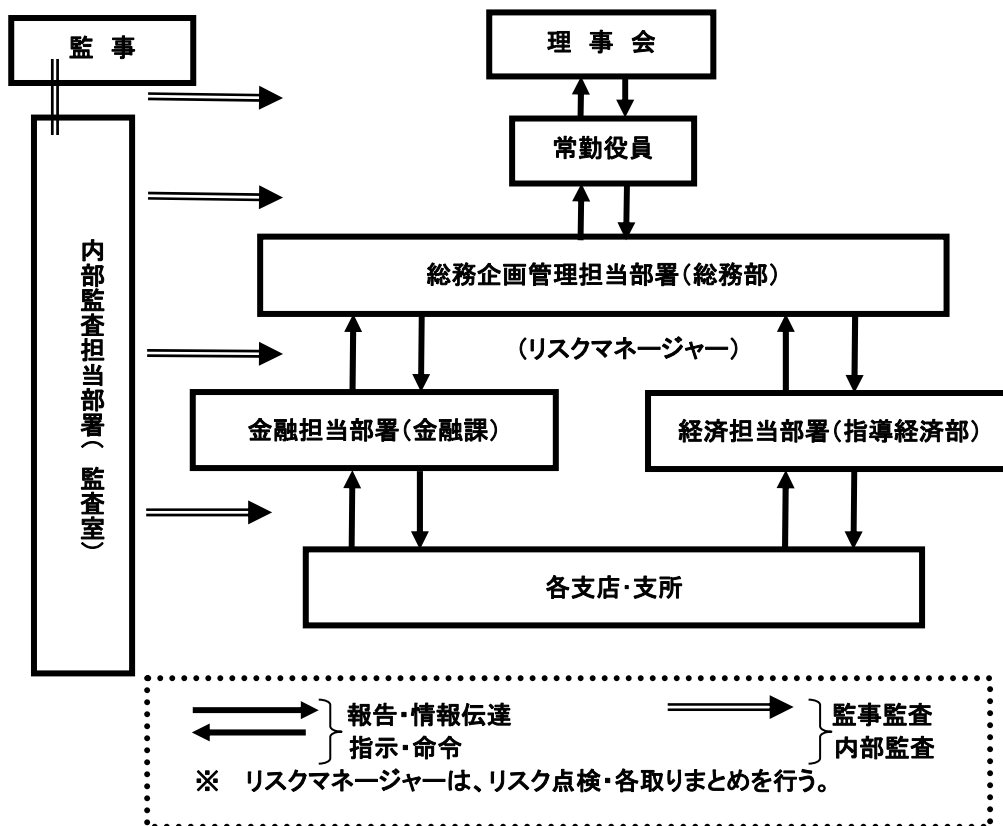 監 事
理 事 会
常勤役員
総務企画管理担当部署(総務部)
(リスクマネージャー)
内部監査担当部署(監査室)
金融担当部署(金融課)
経済担当部署(指導経済部)
各支店・支所
報告・情報伝達
指示・命令
監事監査
内部監査
※ リスクマネージャーは、リスク点検・各取りまとめを行う。